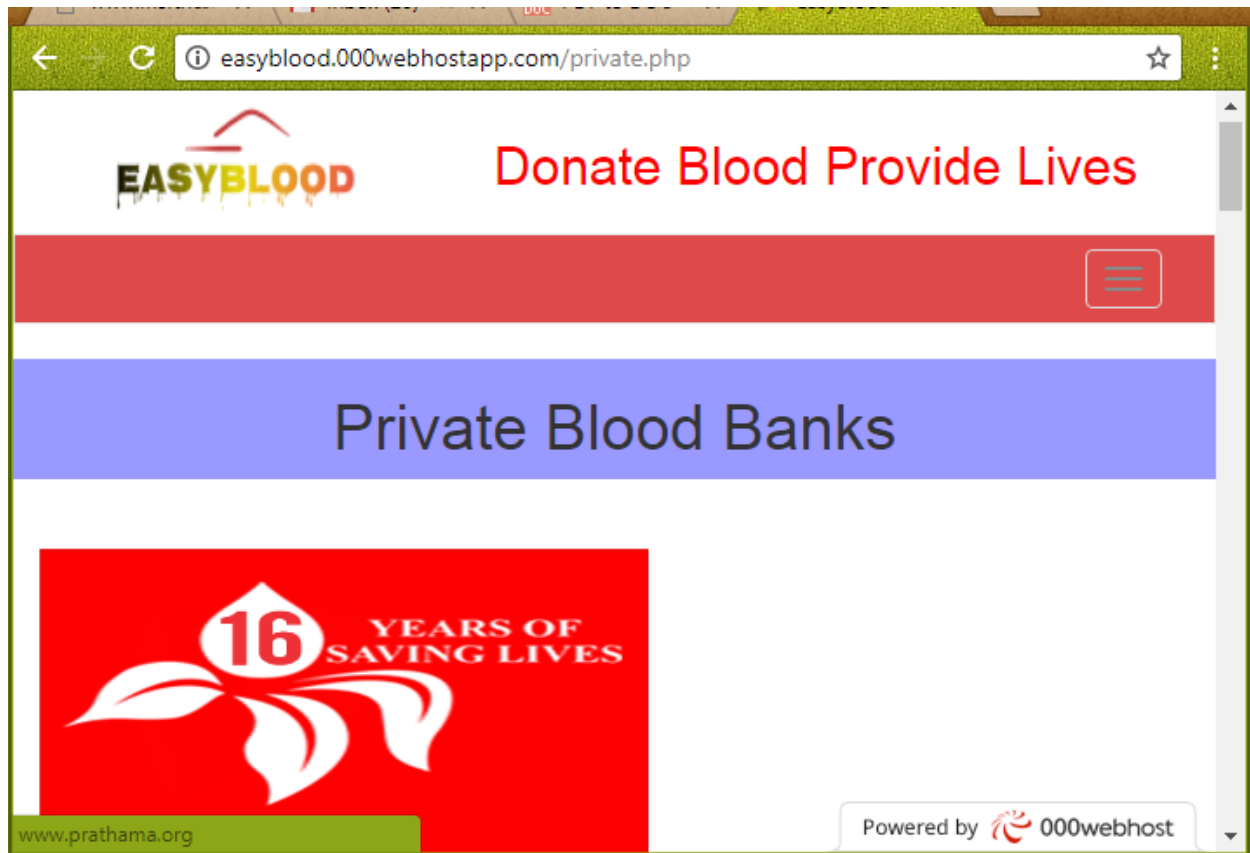 easyblood.000webhostapp.com/private.php
EASYBLOOD
Donate Blood Provide Lives
Private Blood Banks
16
YEARS OF
SAVING LIVES
www.prathama.org
Powered by 000webhost